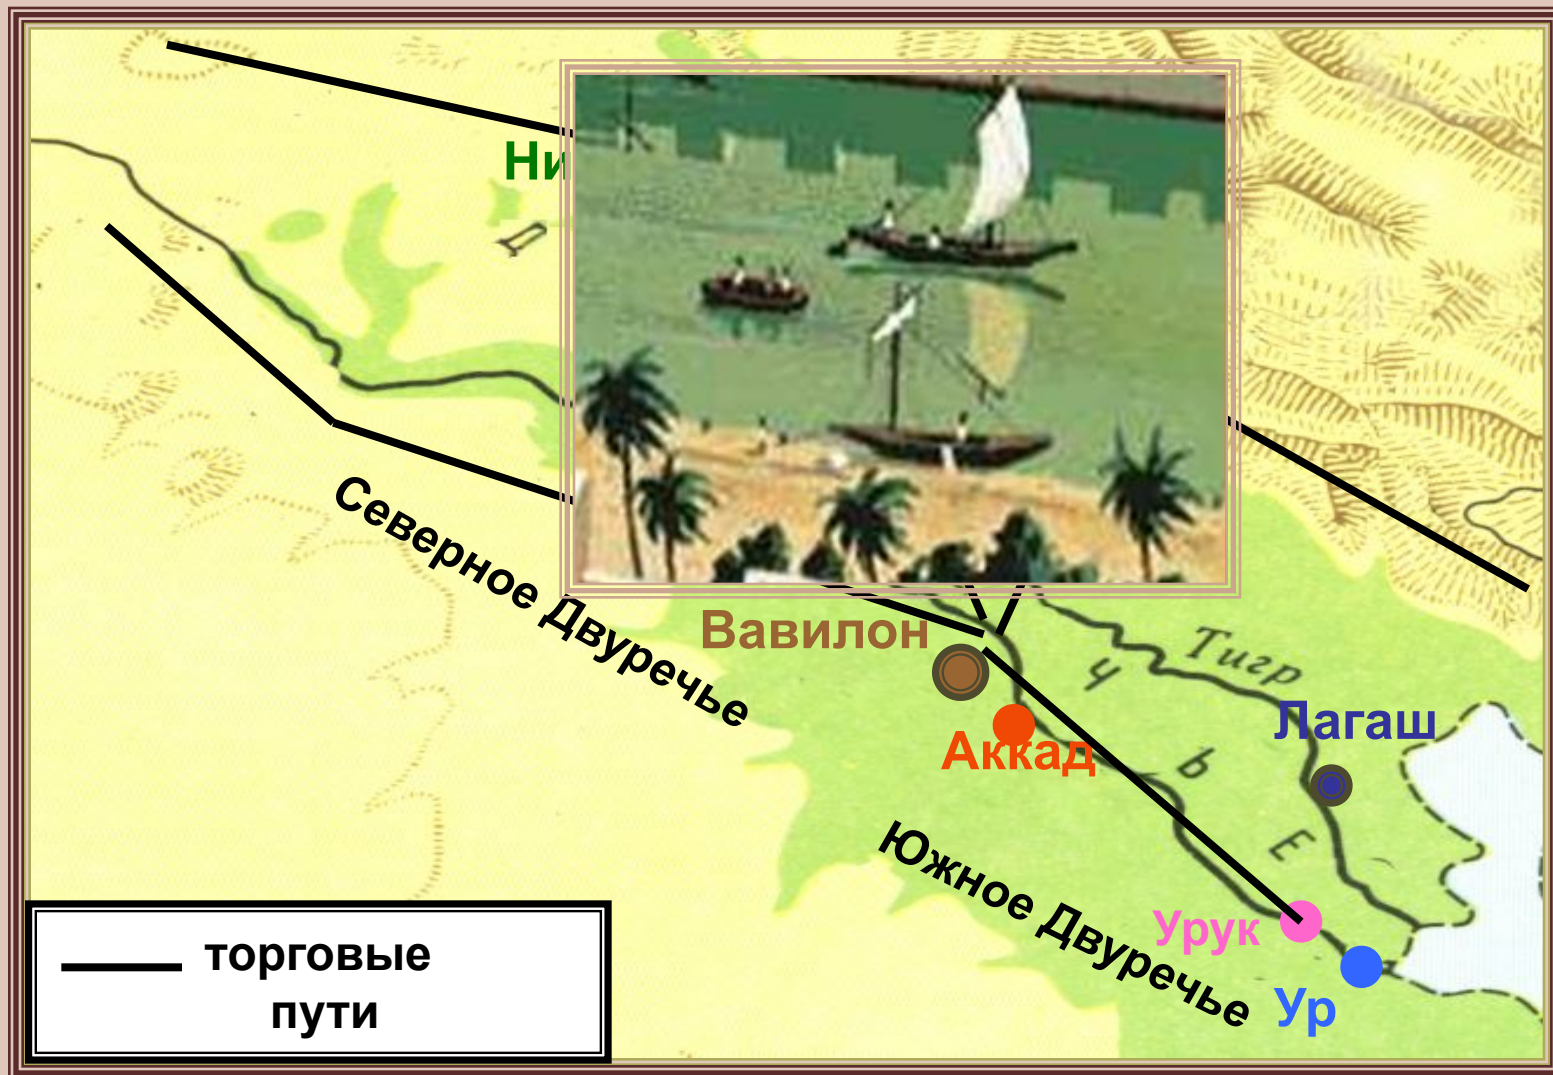 Ни
Д
Северное Двуречье
Вавилон
Тигр
У
Лагаш
Аккад
Ь
Е
Южное Двуречье
Урук
Ур
торговые
пути